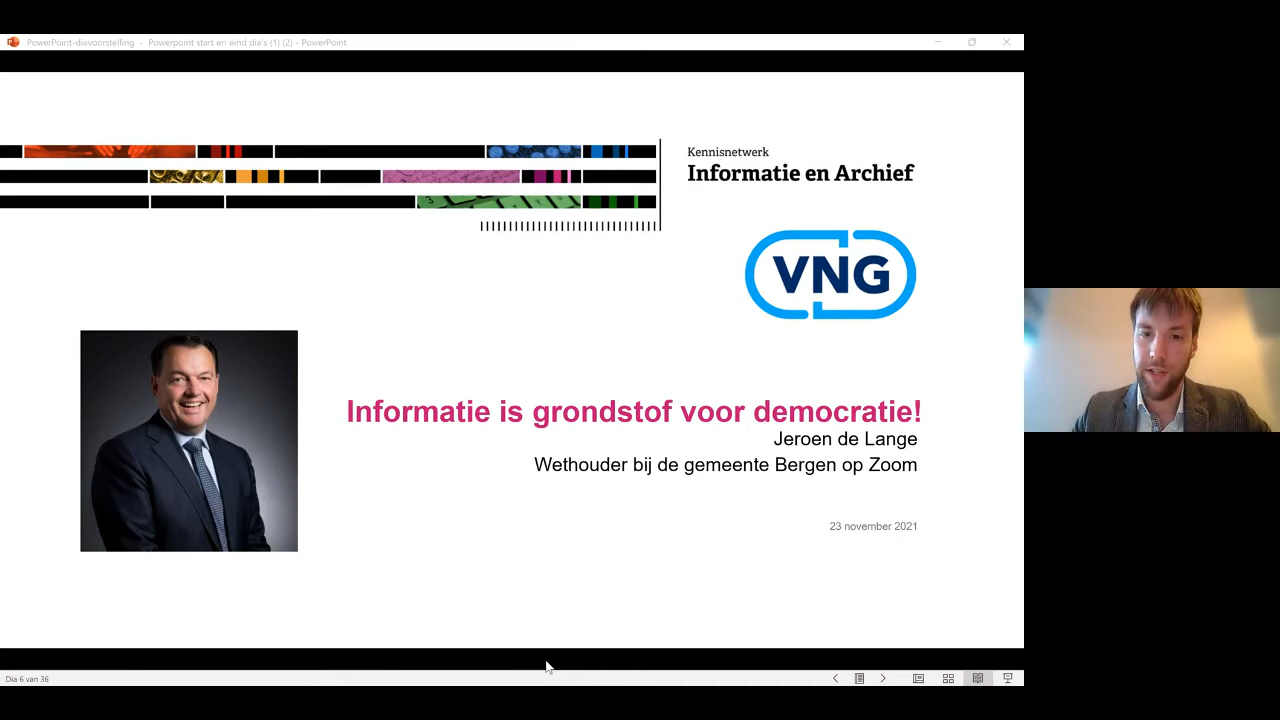 PowerPoint-diavoorstelling - Powerpoint start en eind dia's (1) (2) - PowerPoint
Kennisnetwerk
Informatie en Archief
VNG
Informatie is grondstof voor democratie!
Jeroen de Lange
Wethouder bij de gemeente Bergen op Zoom
23 november 2021
Dia 6 van 36